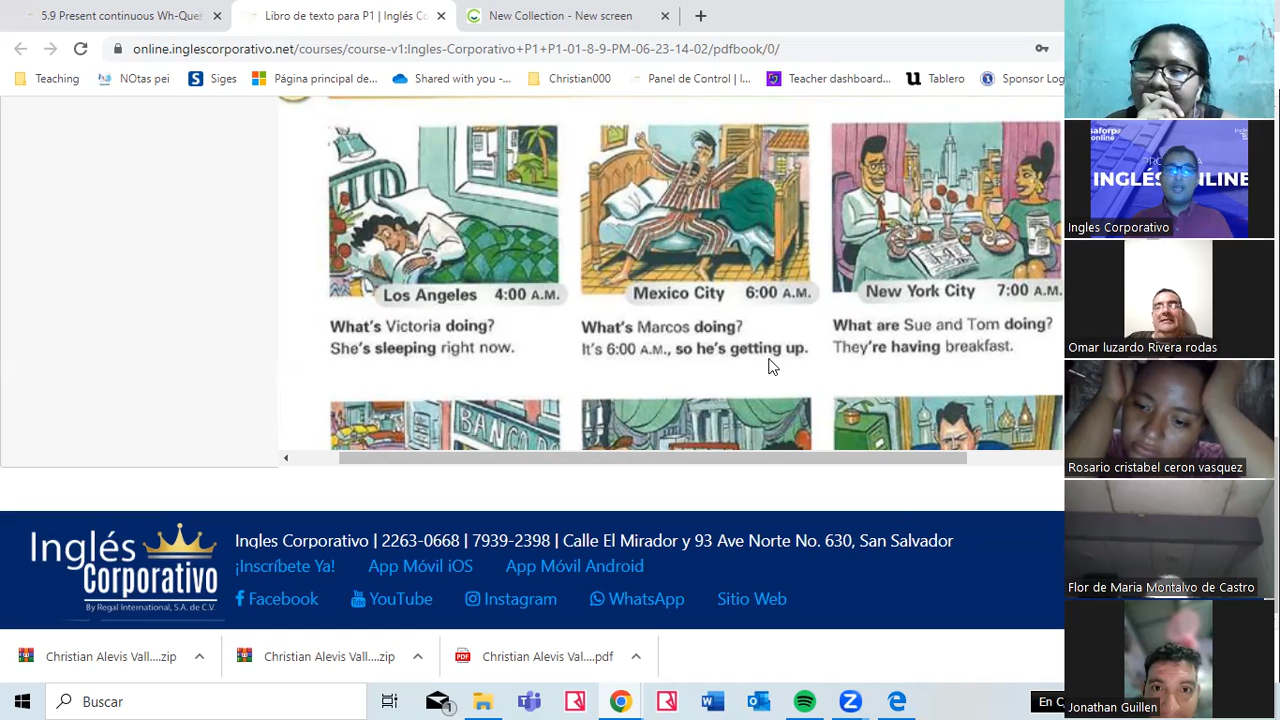 5.9 Present continuous Wh-Ques
Libro de texto para P1 | Inglés C
New Collection - New screen
online.inglescorporativo.net/courses/course-v1:Ingles-Corporativo+P1+P1-01-8-9-PM-06-23-14-02/pdfbook/0/
Teaching
NOtas pei
Siges
Página principal de...
Shared with you -...
Christian000
Panel de Control | I...
Teacher dashboard...
Tablero
Sponsor Log
Los Angeles 4:00 A.M.
Mexico City 6:00 A.M.
New York City 7:00 A.M.
What's Victoria doing?
She's sleeping right now.
What's Marcos doing?
It's 6:00 A.M., so he's getting up.
What are Sue and Tom doing?
They're having breakfast.
BANCO
Inglés
Corporativo
By Regal International, S.A. de C.V.
Ingles Corporativo | 2263-0668 | 7939-2398 | Calle El Mirador y 93 Ave Norte No. 630, San Salvador
¡Inscríbete Ya!
App Móvil iOS
App Móvil Android
Facebook
YouTube
Instagram
WhatsApp
Sitio Web
Christian Alevis Vall....zip
Christian Alevis Vall....zip
Christian Alevis Val....pdf
Buscar
1
En C
INGLÉS ONLINE
Ingles Corporativo
Omar luzardo Rivera rodas
Rosario cristabel ceron vasquez
Flor de Maria Montalvo de Castro
Jonathan Guillen